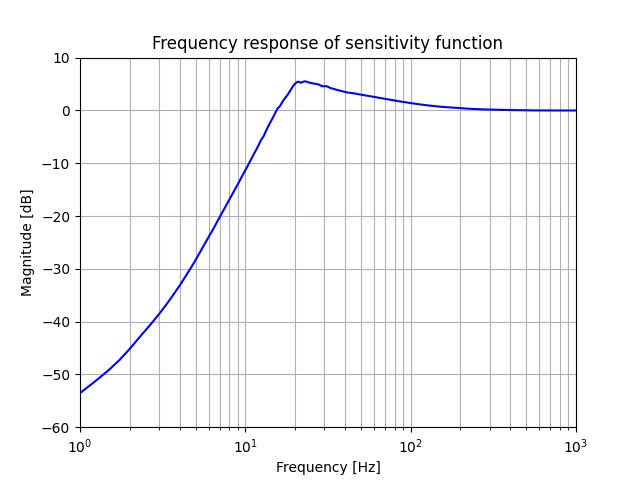 Frequency response of sensitivity function
10
0
−10
−20
−30
−40
−50
−60
Magnitude [dB]
10⁰ 10¹ 10² 10³
Frequency [Hz]